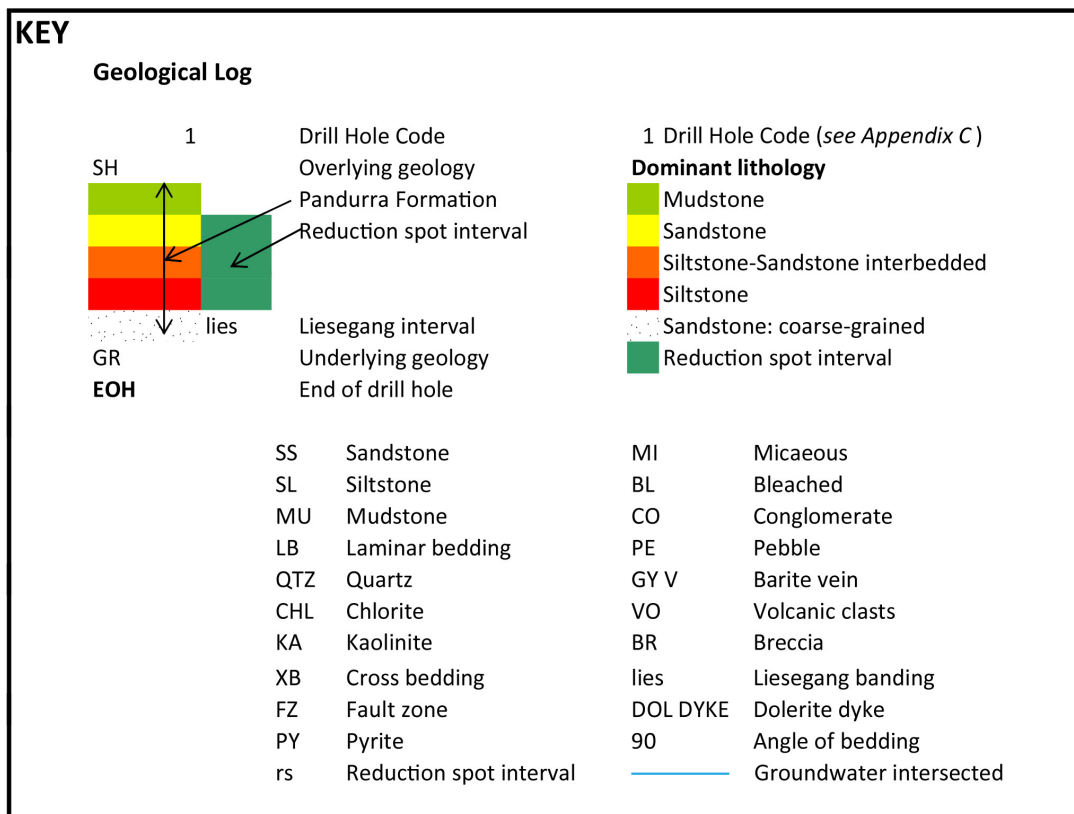 KEY
Geological Log
1 Drill Hole Code 1 Drill Hole Code (see Appendix C )
SH Overlying geology Dominant lithology
Pandurra Formation Mudstone
Reduction spot interval Sandstone
Siltstone-Sandstone interbedded
Siltstone
lies Liesegang interval Sandstone: coarse-grained
GR Underlying geology Reduction spot interval
EOH End of drill hole
SS Sandstone MI Micaeous
SL Siltstone BL Bleached
MU Mudstone CO Conglomerate
LB Laminar bedding PE Pebble
QTZ Quartz GY V Barite vein
CHL Chlorite VO Volcanic clasts
KA Kaolinite BR Breccia
XB Cross bedding lies Liesegang banding
FZ Fault zone DOL DYKE Dolerite dyke
PY Pyrite 90 Angle of bedding
rs Reduction spot interval Groundwater intersected